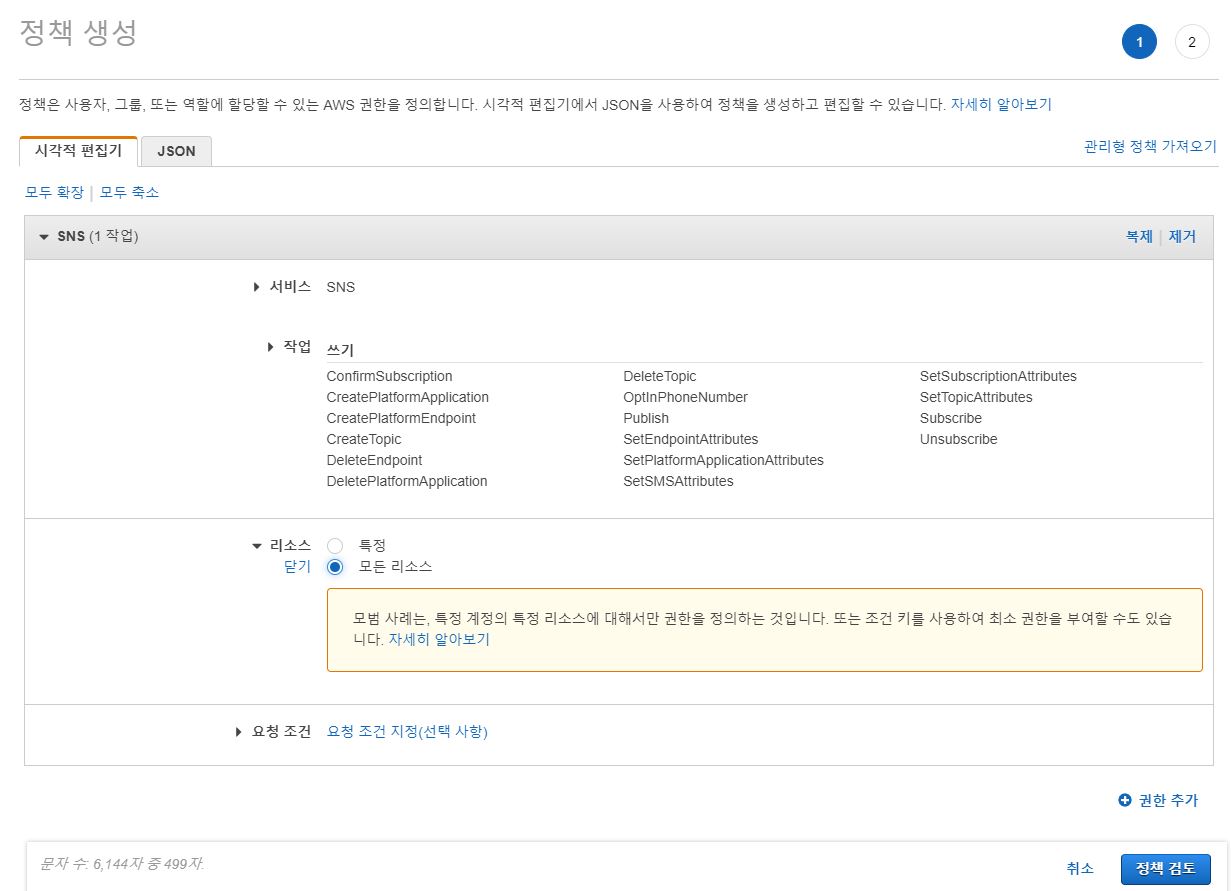 정책 생성
1
2
정책은 사용자, 그룹, 또는 역할에 할당할 수 있는 AWS 권한을 정의합니다. 시각적 편집기에서 JSON을 사용하여 정책을 생성하고 편집할 수 있습니다. 자세히 알아보기
시각적 편집기
JSON
관리형 정책 가져오기
모두 확장 | 모두 축소
SNS (1 작업)
복제 | 제거
서비스 SNS
작업 쓰기
ConfirmSubscription DeleteTopic SetSubscriptionAttributes
CreatePlatformApplication OptInPhoneNumber SetTopicAttributes
CreatePlatformEndpoint Publish Subscribe
CreateTopic SetEndpointAttributes Unsubscribe
DeleteEndpoint SetPlatformApplicationAttributes
DeletePlatformApplication SetSMSAttributes
리소스 특정
닫기 모든 리소스
모범 사례는, 특정 계정의 특정 리소스에 대해서만 권한을 정의하는 것입니다. 또는 조건 키를 사용하여 최소 권한을 부여할 수도 있습
니다. 자세히 알아보기
요청 조건 요청 조건 지정(선택 사항)
권한 추가
문자 수: 6,144자 중 499자.
취소
정책 검토